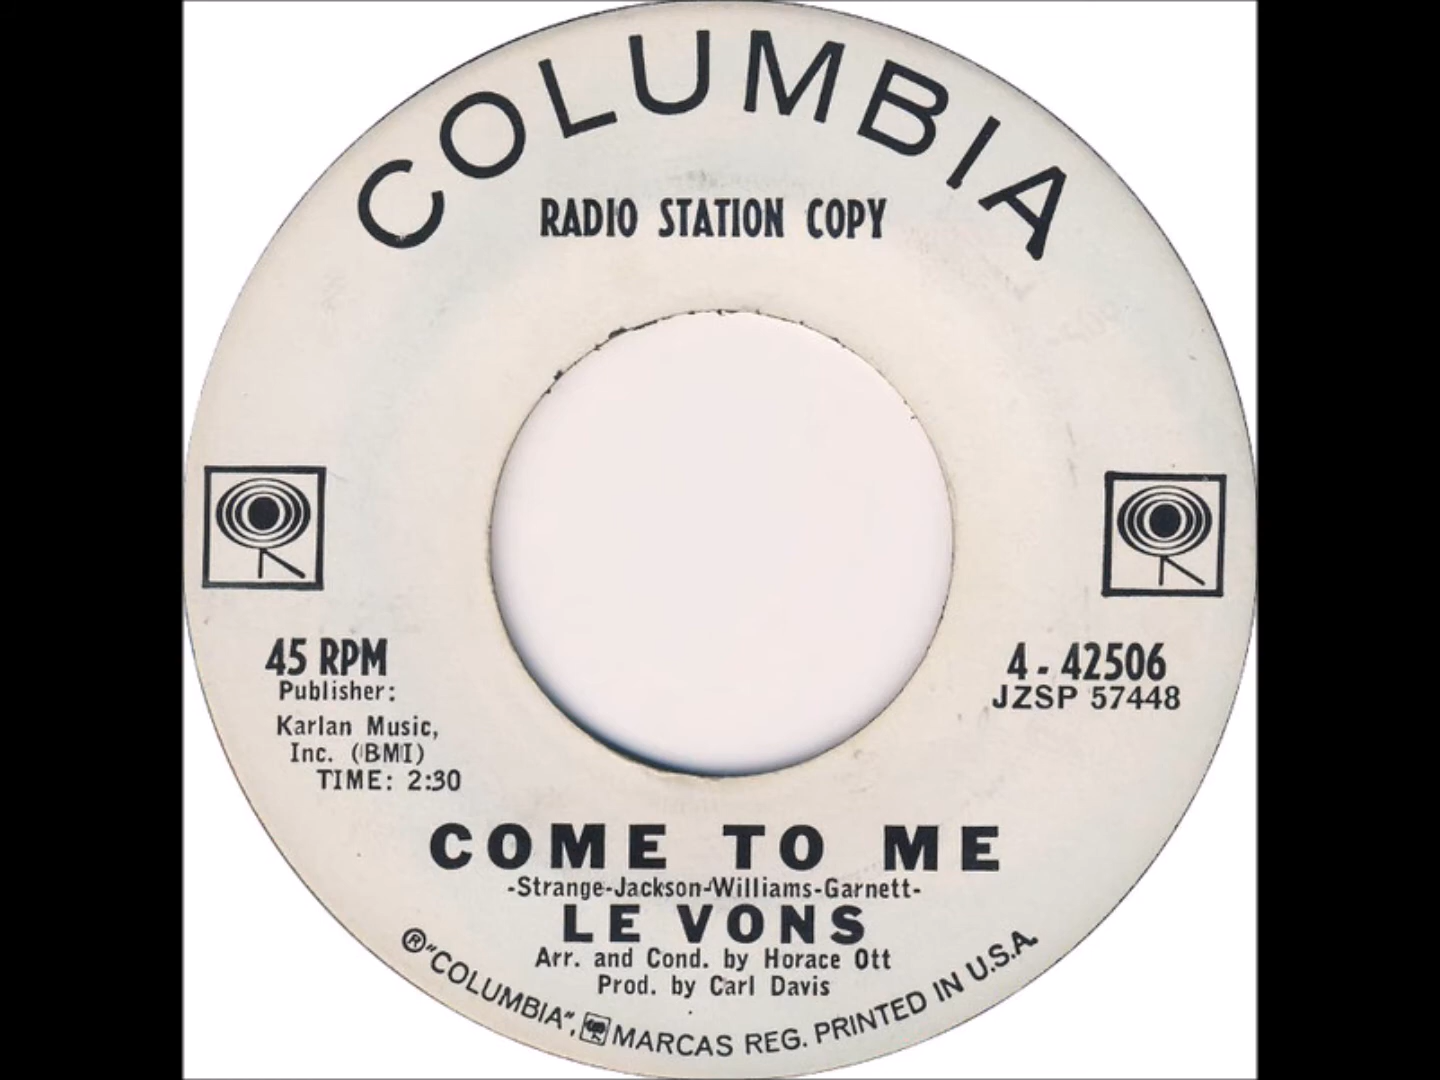 COLUMBIA
RADIO STATION COPY
45 RPM
Publisher:
Karlan Music,
Inc. (BMI)
TIME: 2:30
4-42506
JZSP 57448
COME TO ME
-Strange-Jackson-Williams-Garnett-
LE VONS
Arr. and Cond. by Horace Ott
Prod. by Carl Davis
® "COLUMBIA", MARCAS REG. PRINTED IN U.S.A.